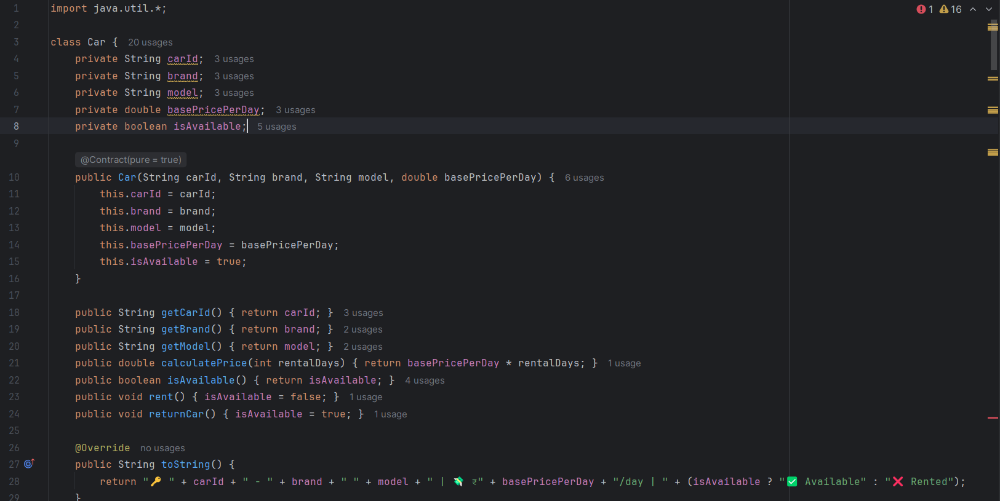 1 import java.util.*;
2
3 class Car { 20 usages
4 private String carId; 3 usages
5 private String brand; 3 usages
6 private String model; 3 usages
7 private double basePricePerDay; 3 usages
8 private boolean isAvailable; 5 usages
9
@Contract(pure = true)
10 public Car(String carId, String brand, String model, double basePricePerDay) { 6 usages
11 this.carId = carId;
12 this.brand = brand;
13 this.model = model;
14 this.basePricePerDay = basePricePerDay;
15 this.isAvailable = true;
16 }
17
18 public String getCarId() { return carId; } 3 usages
19 public String getBrand() { return brand; } 2 usages
20 public String getModel() { return model; } 2 usages
21 public double calculatePrice(int rentalDays) { return basePricePerDay * rentalDays; } 1 usage
22 public boolean isAvailable() { return isAvailable; } 4 usages
23 public void rent() { isAvailable = false; } 1 usage
24 public void returnCar() { isAvailable = true; } 1 usage
25
26 @Override no usages
27 public String toString() {
28 return "🔑 " + carId + " - " + brand + " " + model + " | 💸 ₹" + basePricePerDay + "/day | " + (isAvailable ? "✅ Available" : "❌ Rented");
29 }
1 16